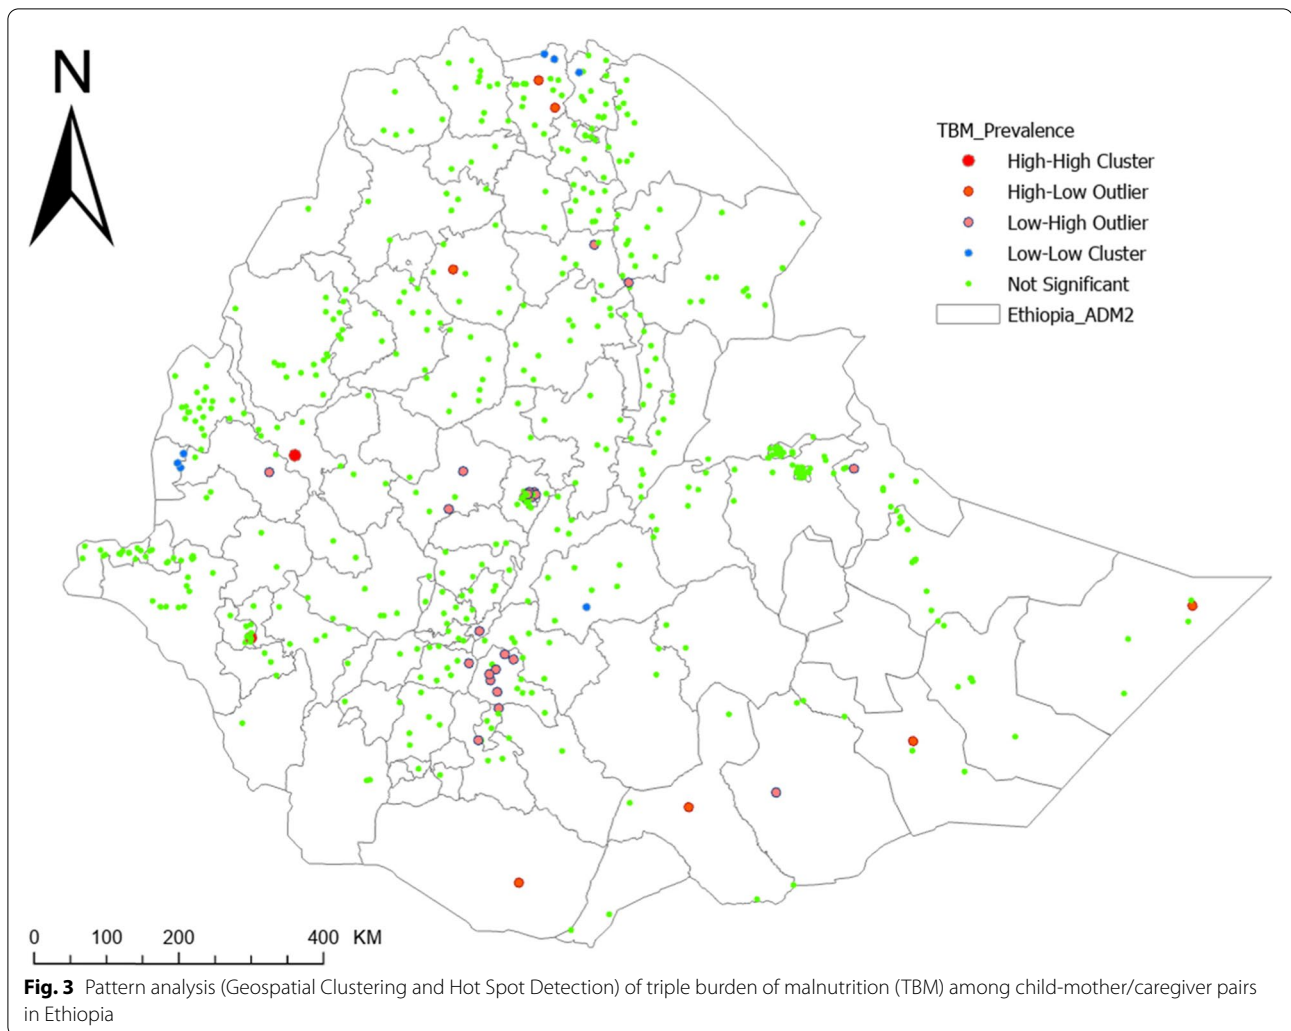 N
TBM_Prevalence
High-High Cluster
High-Low Outlier
Low-High Outlier
Low-Low Cluster
Not Significant
Ethiopia_ADM2
0 100 200 400 KM
Fig. 3 Pattern analysis (Geospatial Clustering and Hot Spot Detection) of triple burden of malnutrition (TBM) among child-mother/caregiver pairs
in Ethiopia